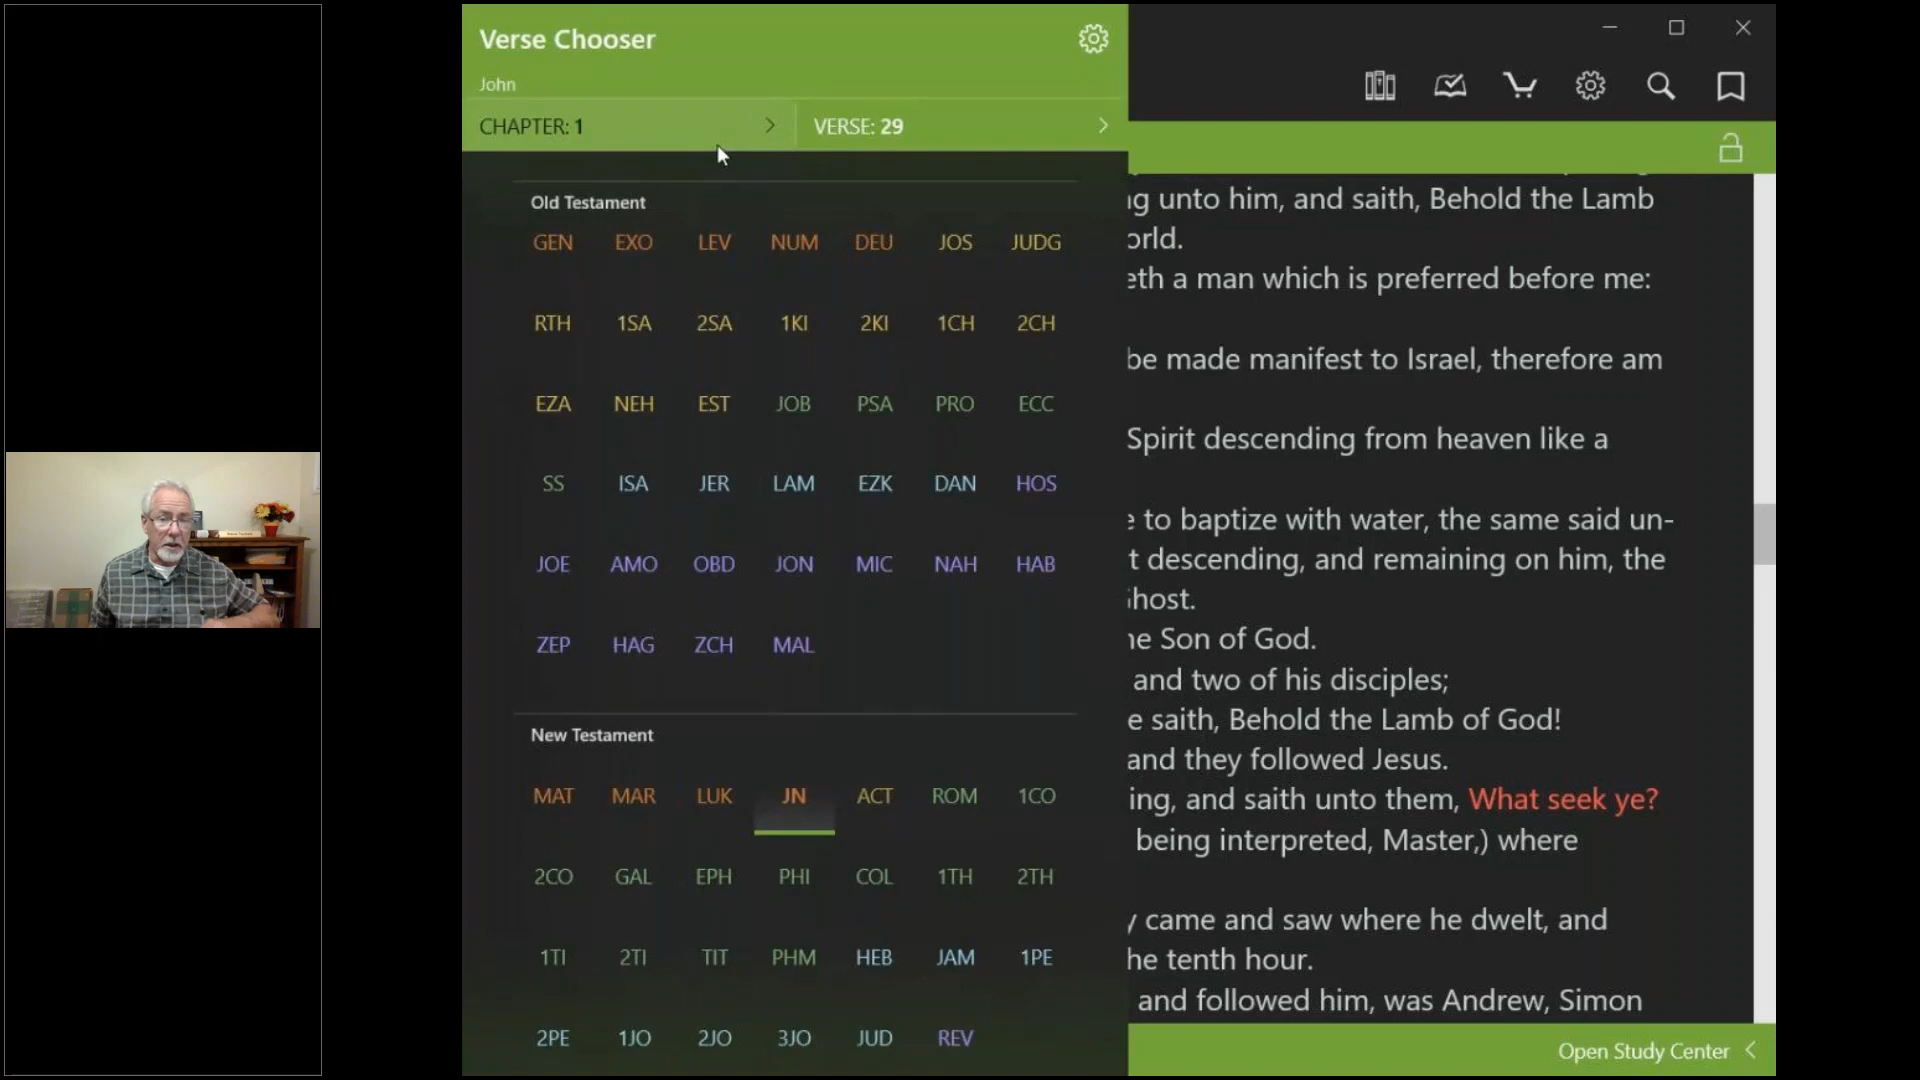 Verse Chooser
John
CHAPTER: 1
VERSE: 29
Old Testament
GEN EXO LEV NUM DEU JOS JUDG
RTH 1SA 2SA 1KI 2KI 1CH 2CH
EZA NEH EST JOB PSA PRO ECC
SS ISA JER LAM EZK DAN HOS
JOE AMO OBD JON MIC NAH HAB
ZEP HAG ZCH MAL
New Testament
MAT MAR LUK JN ACT ROM 1CO
2CO GAL EPH PHI COL 1TH 2TH
1TI 2TI TIT PHM HEB JAM 1PE
2PE 1JO 2JO 3JO JUD REV
unto him, and saith, Behold the Lamb
orld.
eth a man which is preferred before me:
be made manifest to Israel, therefore am
Spirit descending from heaven like a
e to baptize with water, the same said un-
t descending, and remaining on him, the
host.
he Son of God.
and two of his disciples;
e saith, Behold the Lamb of God!
and they followed Jesus.
ing, and saith unto them, What seek ye?
being interpreted, Master,) where
y came and saw where he dwelt, and
he tenth hour.
and followed him, was Andrew, Simon
Open Study Center